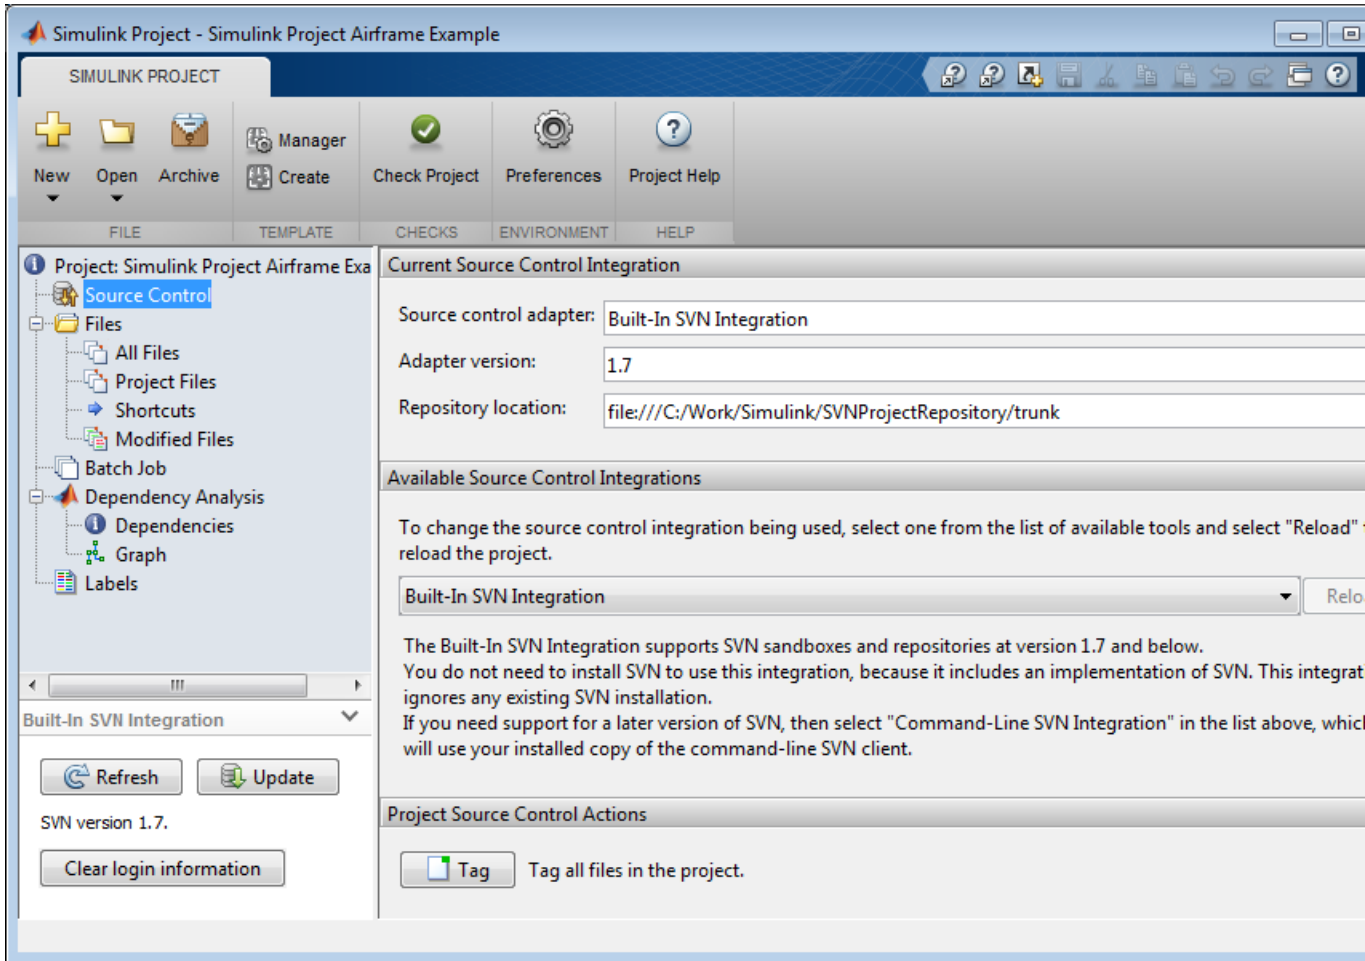 Simulink Project - Simulink Project Airframe Example
SIMULINK PROJECT
New
Open
Archive
Manager
Create
Check Project
Preferences
Project Help
FILE
TEMPLATE
CHECKS
ENVIRONMENT
HELP
Project: Simulink Project Airframe Exa
Source Control
Files
All Files
Project Files
Shortcuts
Modified Files
Batch Job
Dependency Analysis
Dependencies
Graph
Labels
Built-In SVN Integration
Refresh
Update
SVN version 1.7.
Clear login information
Current Source Control Integration
Source control adapter: Built-In SVN Integration
Adapter version: 1.7
Repository location: file:///C:/Work/Simulink/SVNProjectRepository/trunk
Available Source Control Integrations
To change the source control integration being used, select one from the list of available tools and select "Reload"
reload the project.
Built-In SVN Integration
Relo
The Built-In SVN Integration supports SVN sandboxes and repositories at version 1.7 and below.
You do not need to install SVN to use this integration, because it includes an implementation of SVN. This integrat
ignores any existing SVN installation.
If you need support for a later version of SVN, then select "Command-Line SVN Integration" in the list above, which
will use your installed copy of the command-line SVN client.
Project Source Control Actions
Tag
Tag all files in the project.